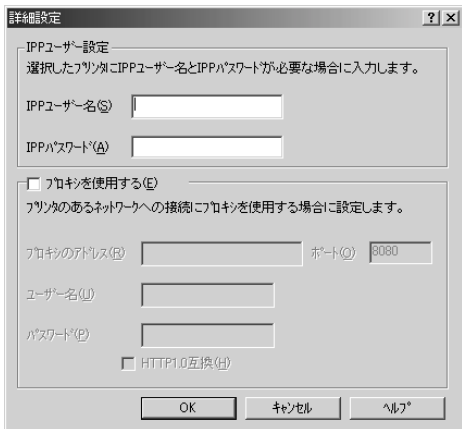 詳細設定
IPPユーザー設定
選択したプリンタにIPPユーザー名とIPPパスワードが必要な場合に入力します。
IPPユーザー名(S)
IPPパスワード(A)
プロキシを使用する(E)
プリンタのあるネットワークへの接続にプロキシを使用する場合に設定します。
プロキシのアドレス(R) ポート(O) 8080
ユーザー名(U)
パスワード(P)
HTTP1.0互換(H)
OK キャンセル ヘルプ